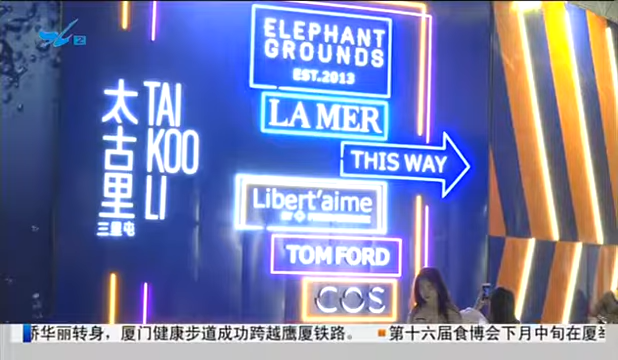 ELEPHANT
GROUNDS
EST.2013
太古里
三里屯
TAI
KOO
LI
LA MER
THIS WAY
Libert'aime
TOM FORD
COS
桥华丽转身，厦门健康步道成功跨越鹰厦铁路。 第十六届食博会下月中旬在厦举